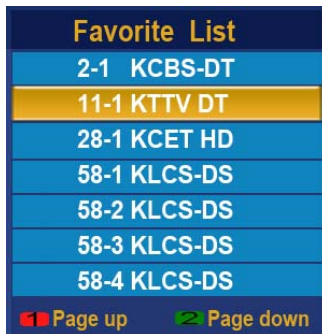 Favorite List
2-1 KCBS-DT
11-1 KTTV DT
28-1 KCET HD
58-1 KLCS-DS
58-2 KLCS-DS
58-3 KLCS-DS
58-4 KLCS-DS
1 Page up 2 Page down